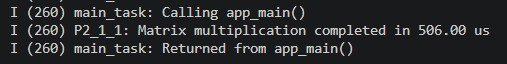 I (260) main_task: Calling app_main()
I (260) P2_1_1: Matrix multiplication completed in 506.00 us
I (260) main_task: Returned from app_main()